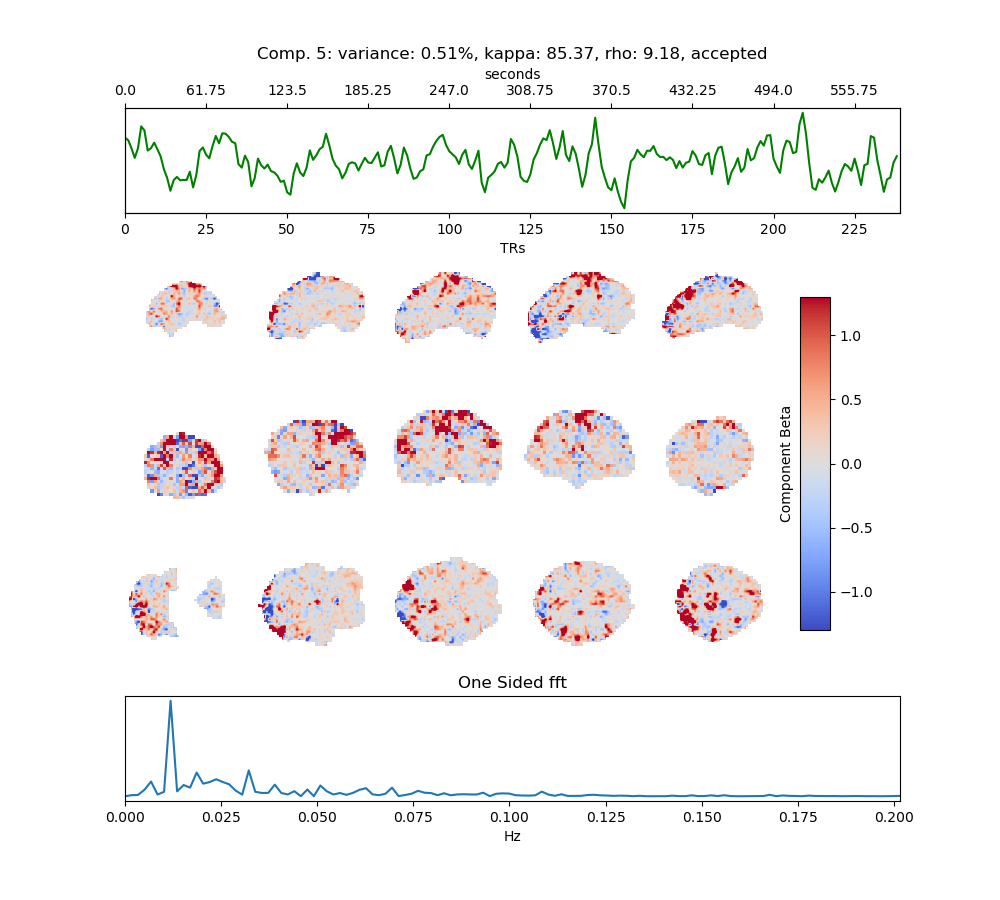 Comp. 5: variance: 0.51%, kappa: 85.37, rho: 9.18, accepted
seconds
0.0 61.75 123.5 185.25 247.0 308.75 370.5 432.25 494.0 555.75
0 25 50 75 100 125 150 175 200 225
TRs
1.0
0.5
0.0
−0.5
−1.0
Component Beta
One Sided fft
0.000 0.025 0.050 0.075 0.100 0.125 0.150 0.175 0.200
Hz